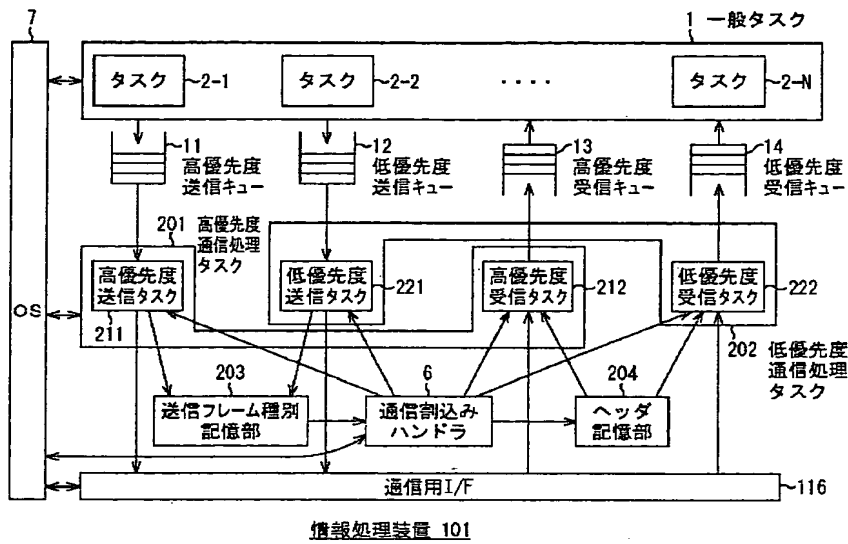 7
1 一般タスク
タスク 2-1
タスク 2-2
‥‥
タスク 2-N
11
高優先度
送信キュー
12
低優先度
送信キュー
13
高優先度
受信キュー
14
低優先度
受信キュー
201 高優先度
通信処理
タスク
高優先度
送信タスク
211
低優先度
送信タスク
221
高優先度
受信タスク
212
低優先度
受信タスク
222
OS
202 低優先度
通信処理
タスク
203
送信フレーム種別
記憶部
6
通信割込み
ハンドラ
204
ヘッダ
記憶部
通信用I/F
116
情報処理装置 101